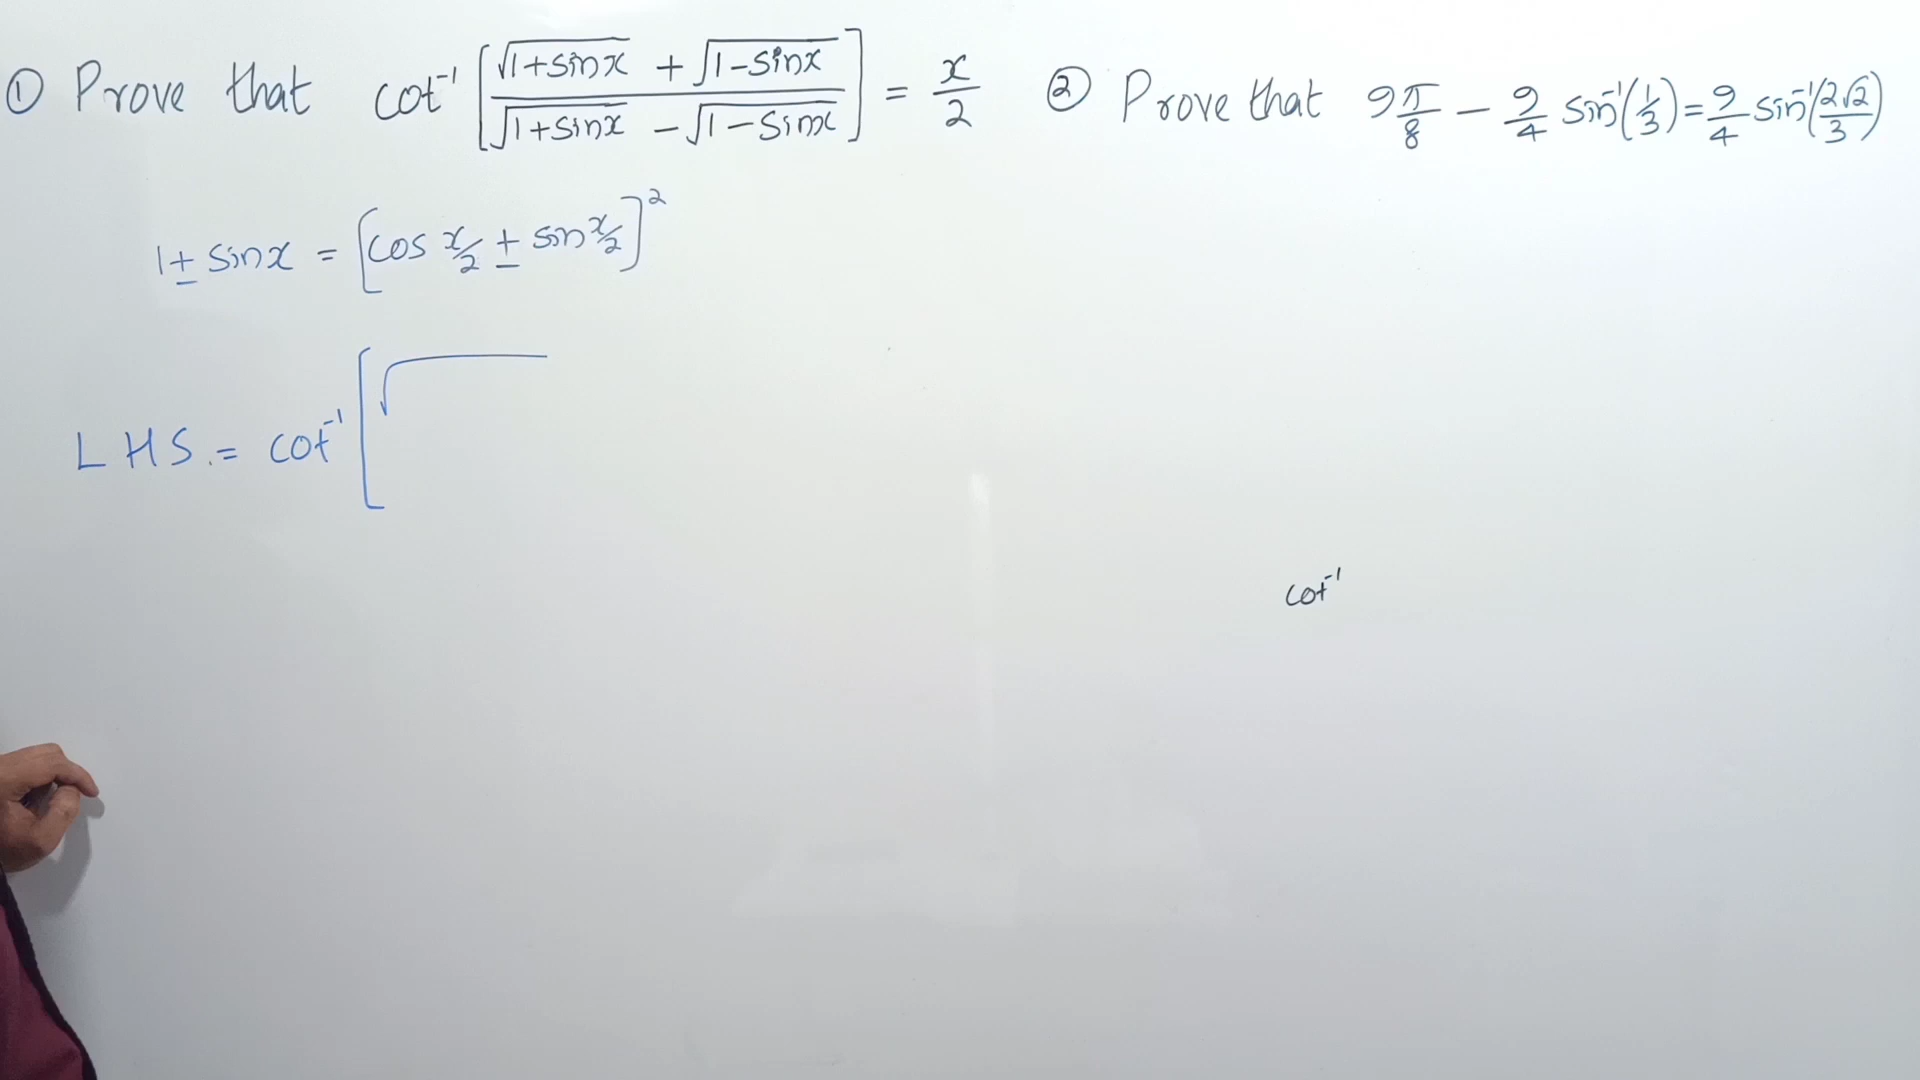 ① Prove that cot⁻¹ [ (√(1+sinx) + √(1-sinx)) / (√(1+sinx) - √(1-sinx)) ] = x/2
② Prove that 9π/8 - 9/4 sin⁻¹(1/3) = 9/4 sin⁻¹(2√2/3)
1 ± sinx = [cos x/2 ± sin x/2]²
LHS = cot⁻¹ [ √
cot⁻¹